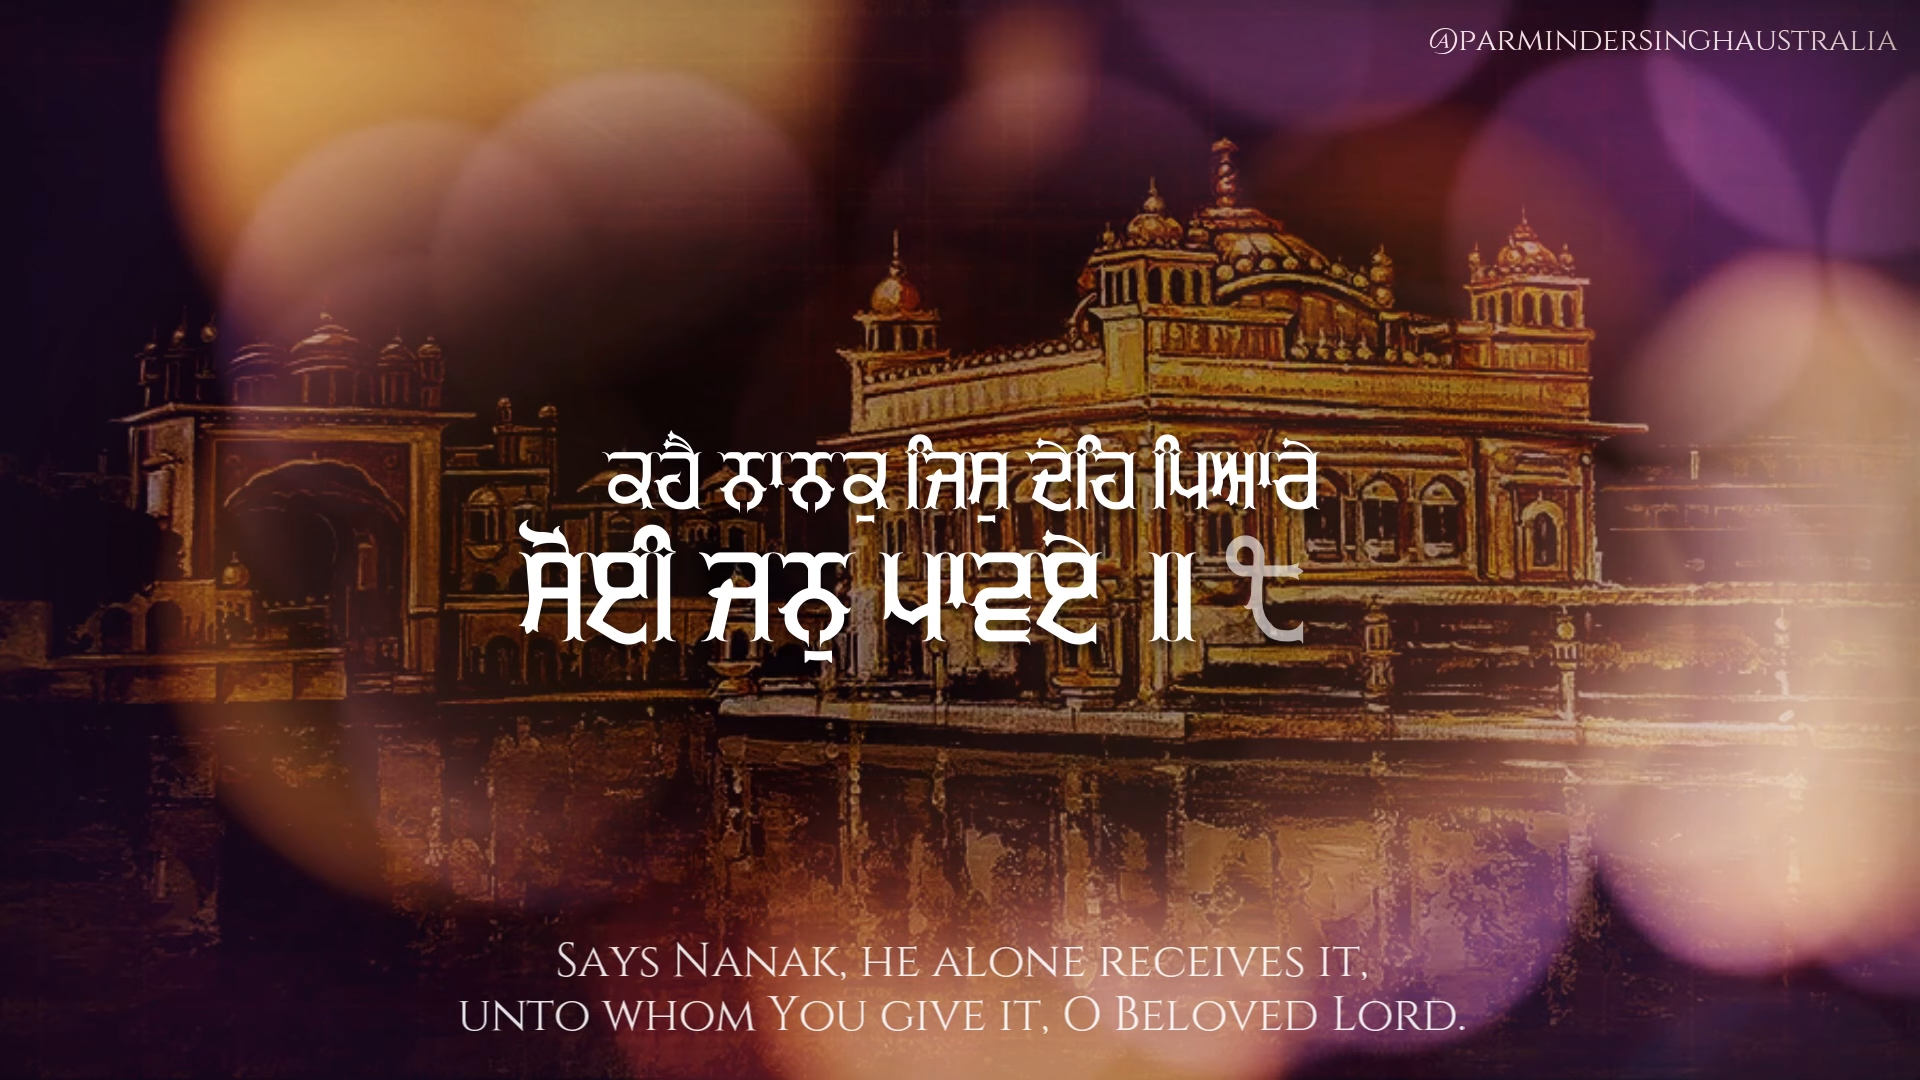 @parmindersinghaustralia
ਕਹੈ ਨਾਨਕੁ ਜਿਸੁ ਦੇਹਿ ਪਿਆਰੇ
ਸੋਈ ਜਨੁ ਪਾਵਏ ॥੯
Says Nanak, he alone receives it,
unto whom You give it, O Beloved Lord.